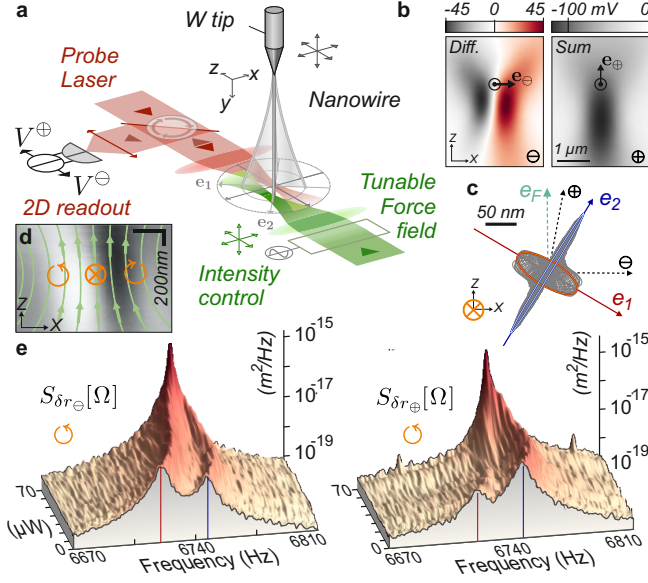 a
W tip
Probe
Laser
z
x
y
Nanowire
V⊕
V⊖
e₁
e₂
2D readout
Tunable
Force
field
Intensity
control
b
-45 0 45
-100 mV 0
Diff.
Sum
e⊖
e⊕
z
x
⊖
1 µm
⊕
c
50 nm
e_F
⊕
e₂
⊖
z
x
e₁
d
200nm
z
x
e
S_δr⊖[Ω]
10⁻¹⁵
10⁻¹⁷
10⁻¹⁹
(m²/Hz)
70
(µW)
0
6670
6740
6810
Frequency (Hz)
S_δr⊕[Ω]
10⁻¹⁵
10⁻¹⁷
10⁻¹⁹
(m²/Hz)
70
(µW)
0
6670
6740
6810
Frequency (Hz)